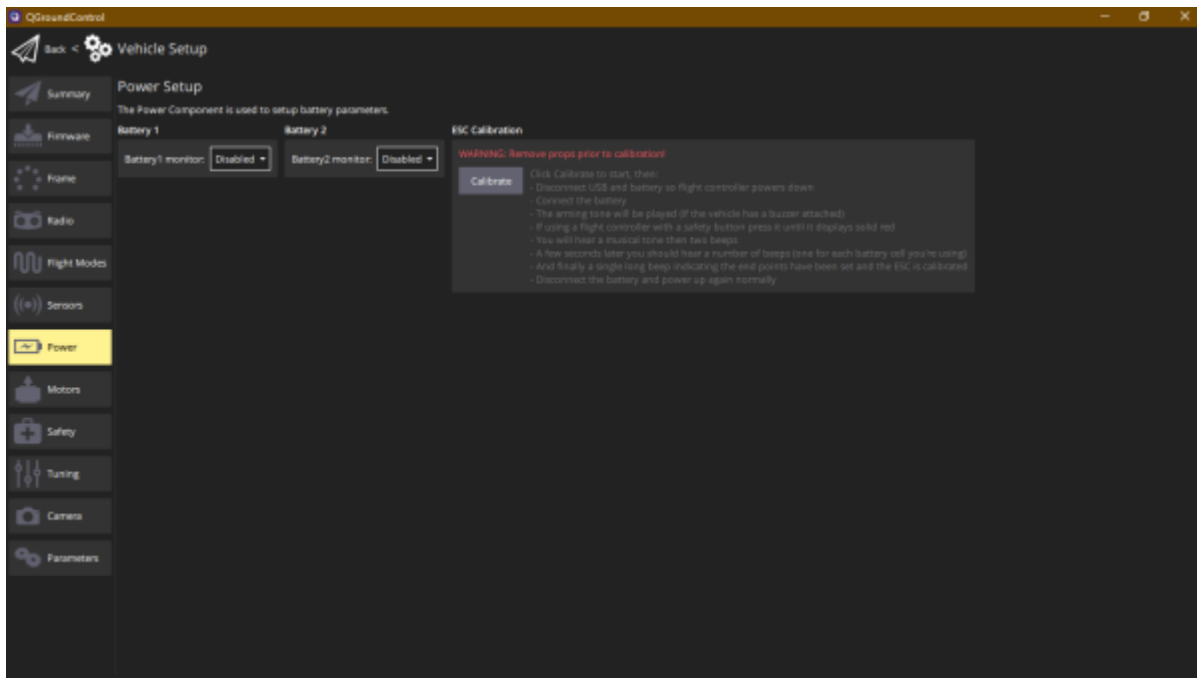 QGroundControl
Back < Vehicle Setup
Summary
Firmware
Frame
Radio
Flight Modes
Sensors
Power
Motors
Safety
Tuning
Camera
Parameters
Power Setup
The Power Component is used to setup battery parameters.
Battery 1
Battery1 monitor: Disabled
Battery 2
Battery2 monitor: Disabled
ESC Calibration
WARNING: Remove props prior to calibration!
Calibrate
Click Calibrate to start, then:
- Disconnect USB and battery so flight controller powers down
- Connect the battery
- The arming tone will be played (if the vehicle has a buzzer attached)
- If using a flight controller with a safety button press it until it displays solid red
- You will hear a musical tone then two beeps
- A few seconds later you should hear a number of beeps (one for each battery cell you're using)
- And finally a single long beep indicating the end points have been set and the ESC is calibrated
- Disconnect the battery and power up again normally